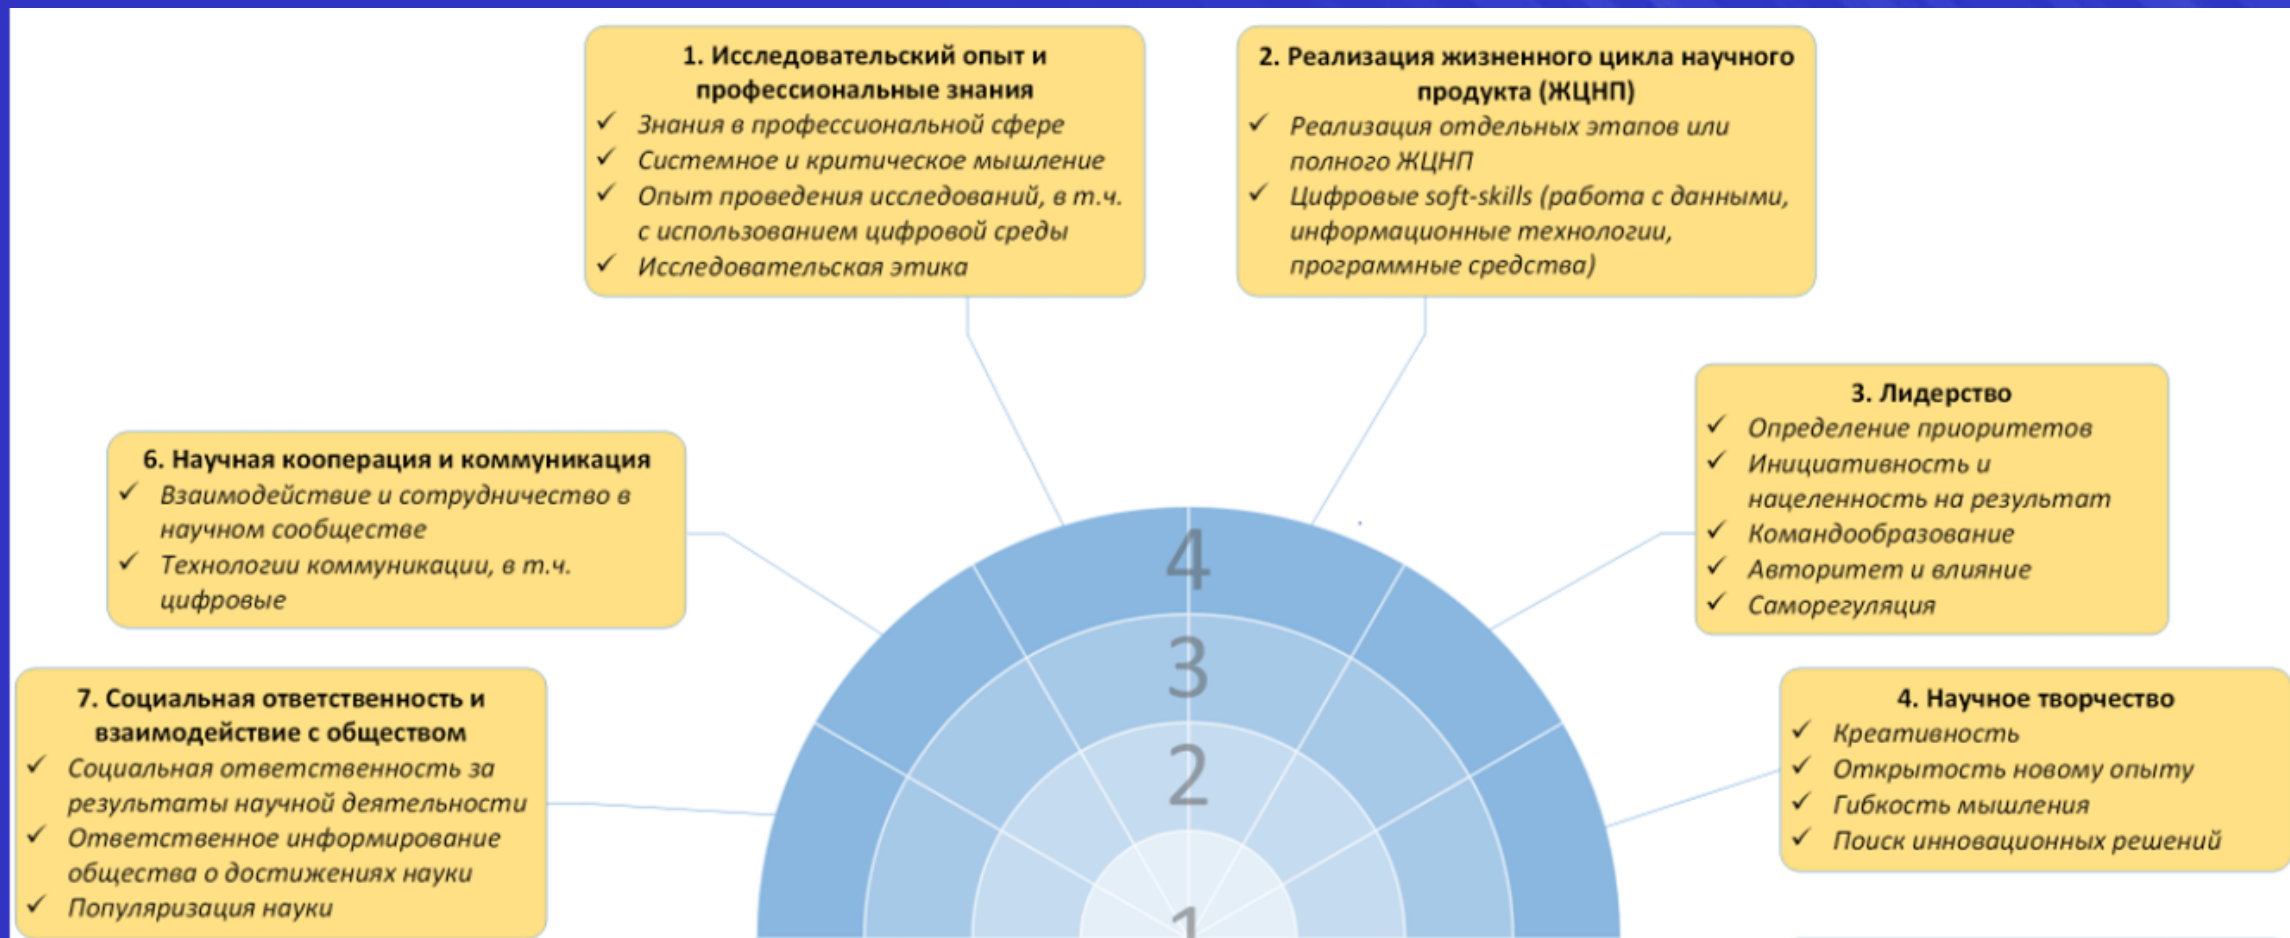 1. Исследовательский опыт и
профессиональные знания
✓ Знания в профессиональной сфере
✓ Системное и критическое мышление
✓ Опыт проведения исследований, в т.ч.
с использованием цифровой среды
✓ Исследовательская этика
2. Реализация жизненного цикла научного
продукта (ЖЦНП)
✓ Реализация отдельных этапов или
полного ЖЦНП
✓ Цифровые soft-skills (работа с данными,
информационные технологии,
программные средства)
3. Лидерство
✓ Определение приоритетов
✓ Инициативность и
нацеленность на результат
✓ Командообразование
✓ Авторитет и влияние
✓ Саморегуляция
6. Научная кооперация и коммуникация
✓ Взаимодействие и сотрудничество в
научном сообществе
✓ Технологии коммуникации, в т.ч.
цифровые
7. Социальная ответственность и
взаимодействие с обществом
✓ Социальная ответственность за
результаты научной деятельности
✓ Ответственное информирование
общества о достижениях науки
✓ Популяризация науки
4. Научное творчество
✓ Креативность
✓ Открытость новому опыту
✓ Гибкость мышления
✓ Поиск инновационных решений
4
3
2
1